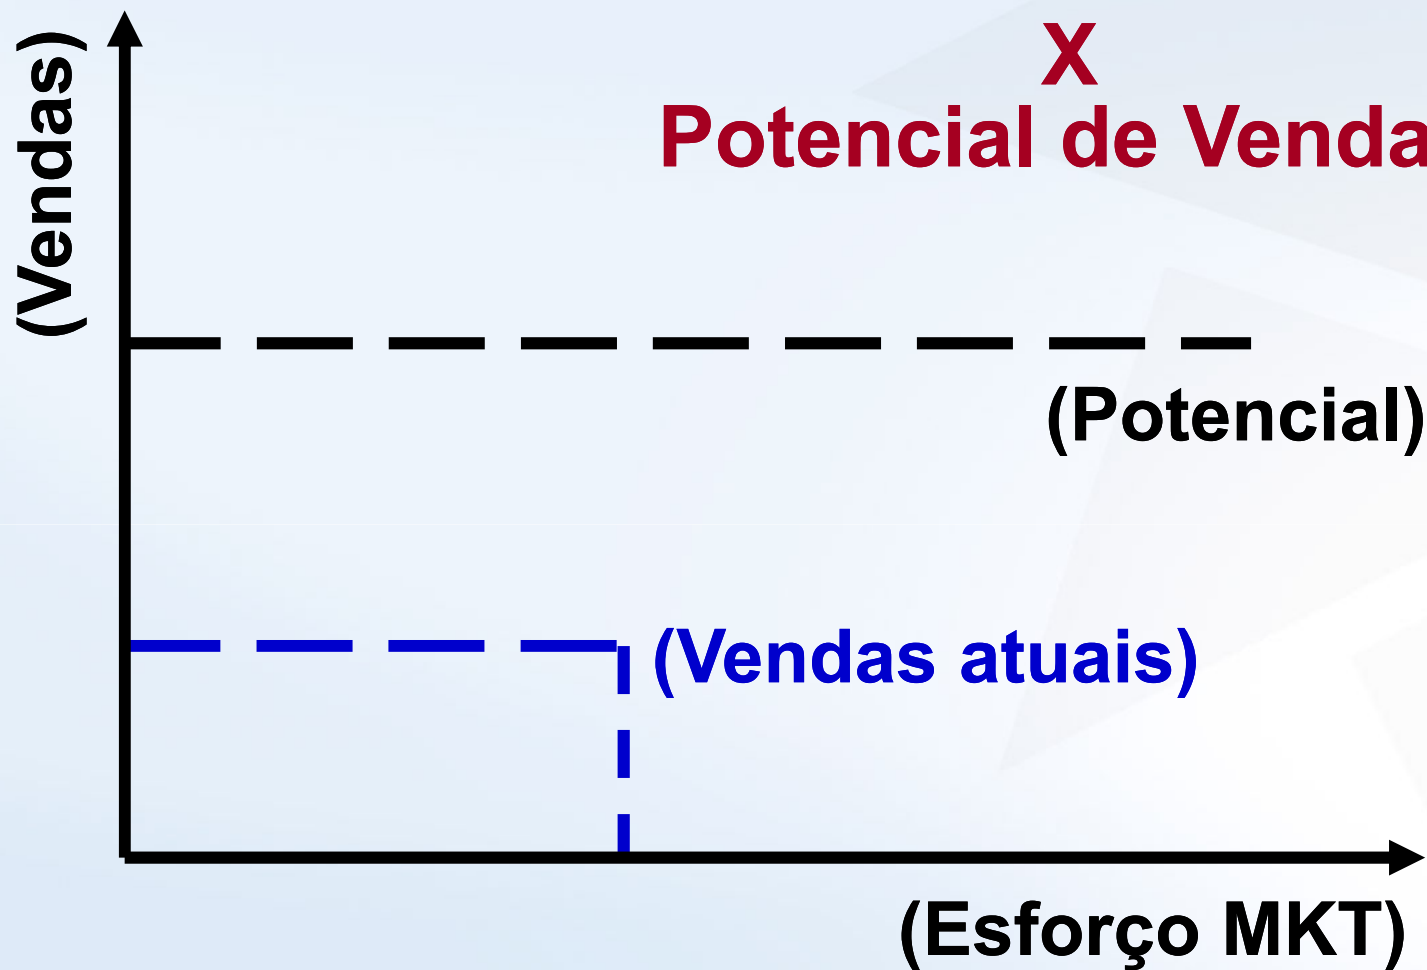 (Vendas)
X
Potencial de Venda
(Potencial)
(Vendas atuais)
(Esforço MKT)